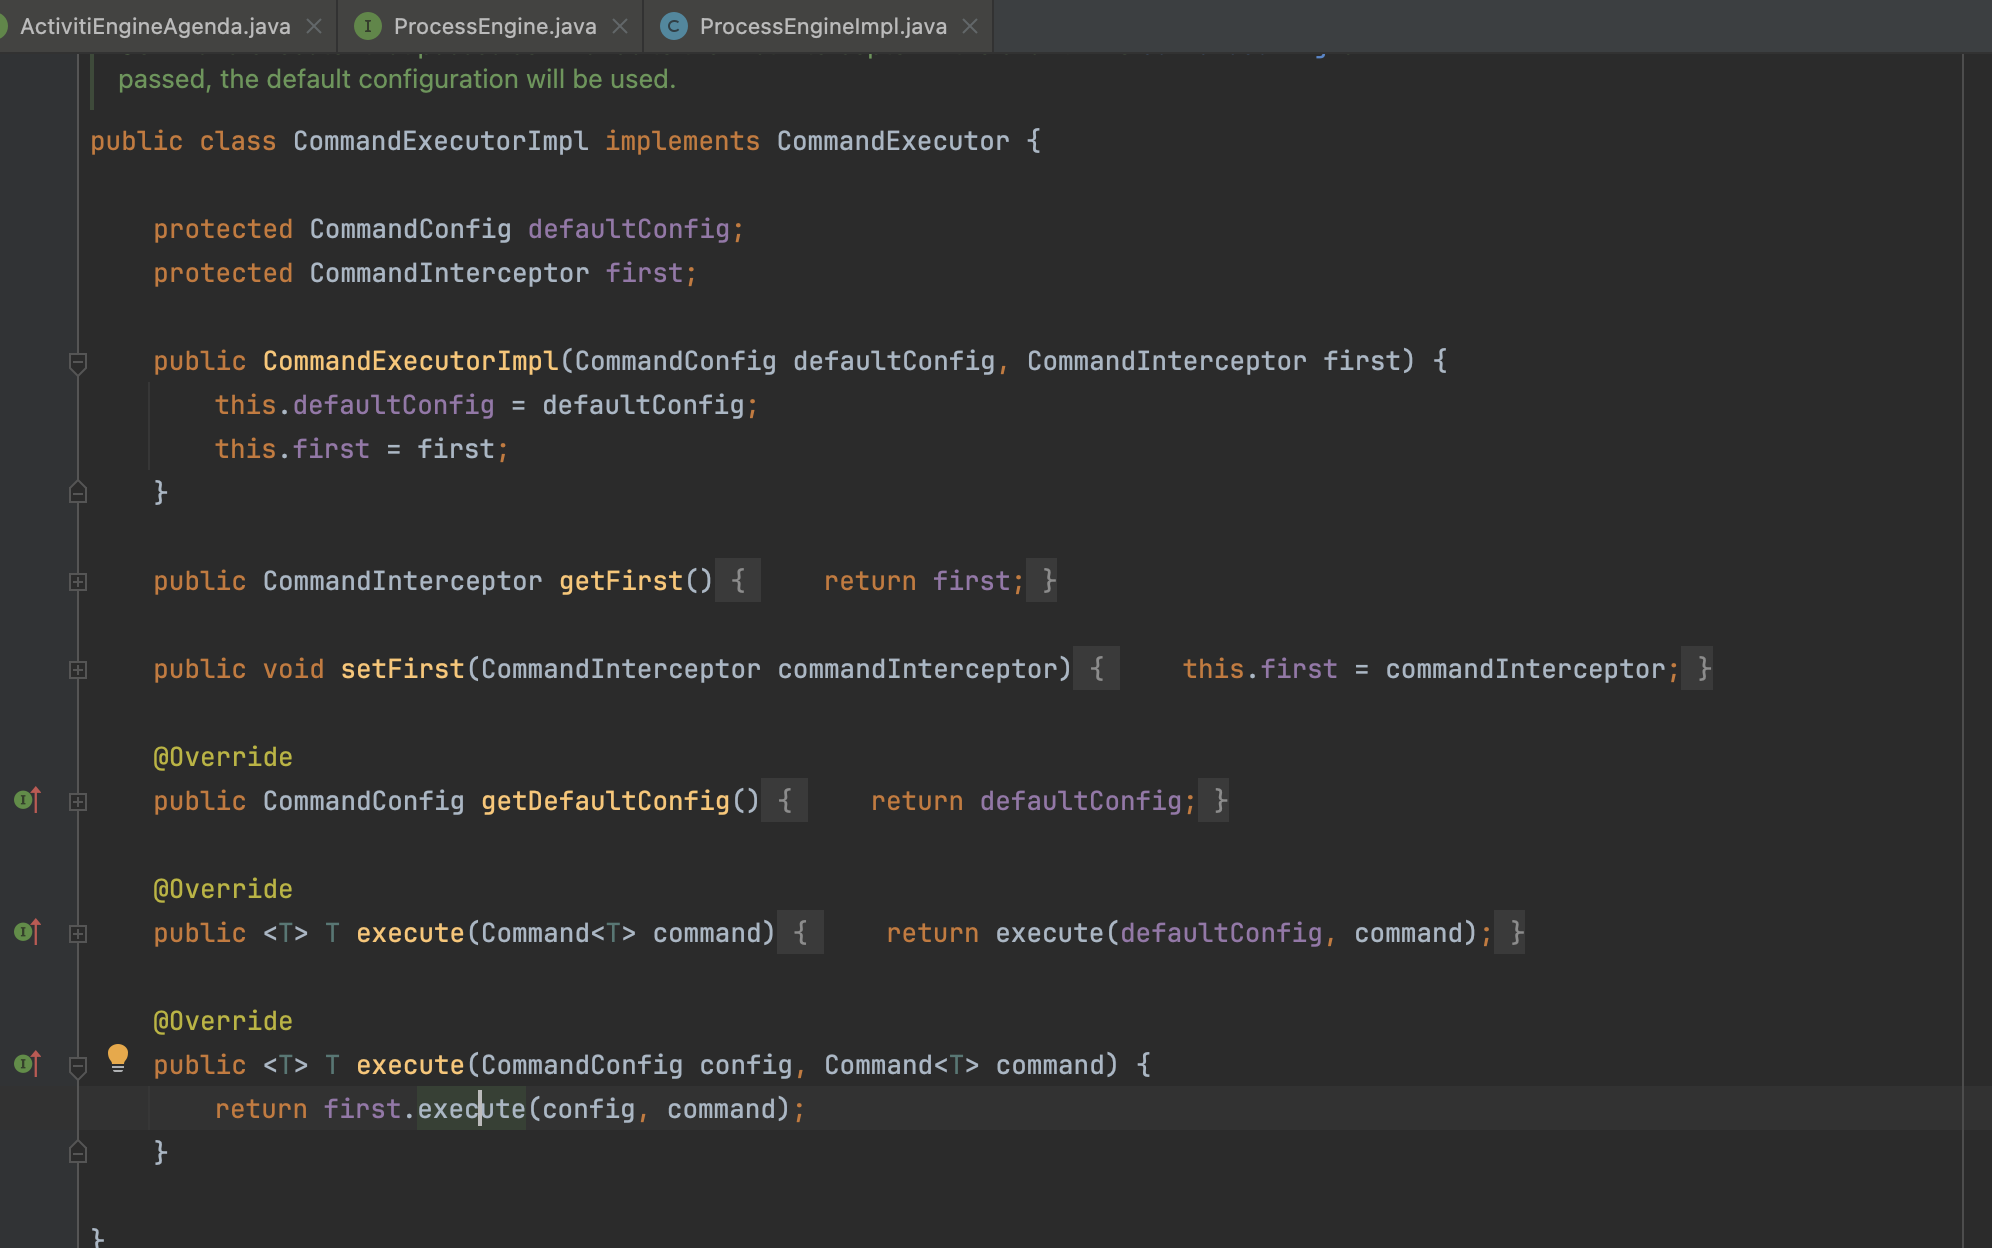 ActivitiEngineAgenda.java ProcessEngine.java ProcessEngineImpl.java
passed, the default configuration will be used.
public class CommandExecutorImpl implements CommandExecutor {
protected CommandConfig defaultConfig;
protected CommandInterceptor first;
public CommandExecutorImpl(CommandConfig defaultConfig, CommandInterceptor first) {
this.defaultConfig = defaultConfig;
this.first = first;
}
public CommandInterceptor getFirst() { return first; }
public void setFirst(CommandInterceptor commandInterceptor) { this.first = commandInterceptor; }
@Override
public CommandConfig getDefaultConfig() { return defaultConfig; }
@Override
public <T> T execute(Command<T> command) { return execute(defaultConfig, command); }
@Override
public <T> T execute(CommandConfig config, Command<T> command) {
return first.execute(config, command);
}
}